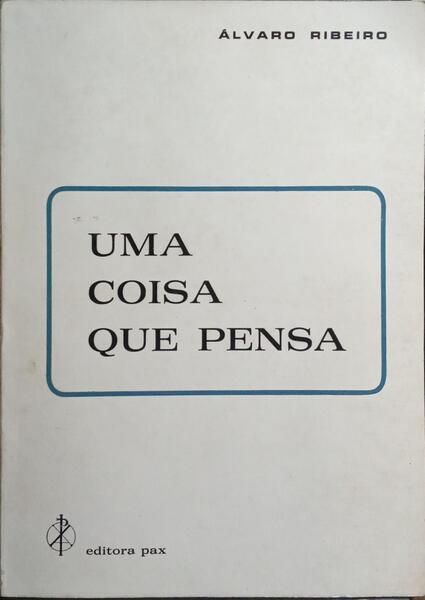 ÁLVARO RIBEIRO
UMA
COISA
QUE PENSA
editora pax